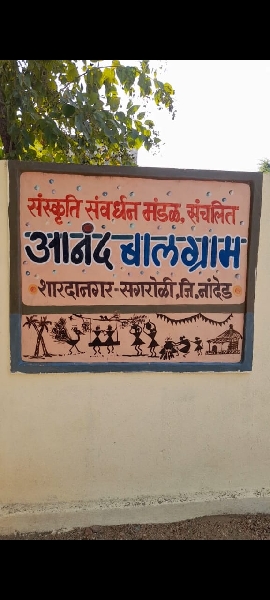 संस्कृति संवर्धन मंडळ, संचलित
आनंद बालग्राम
शारदानगर-सगरोळी, जि. नांदेड